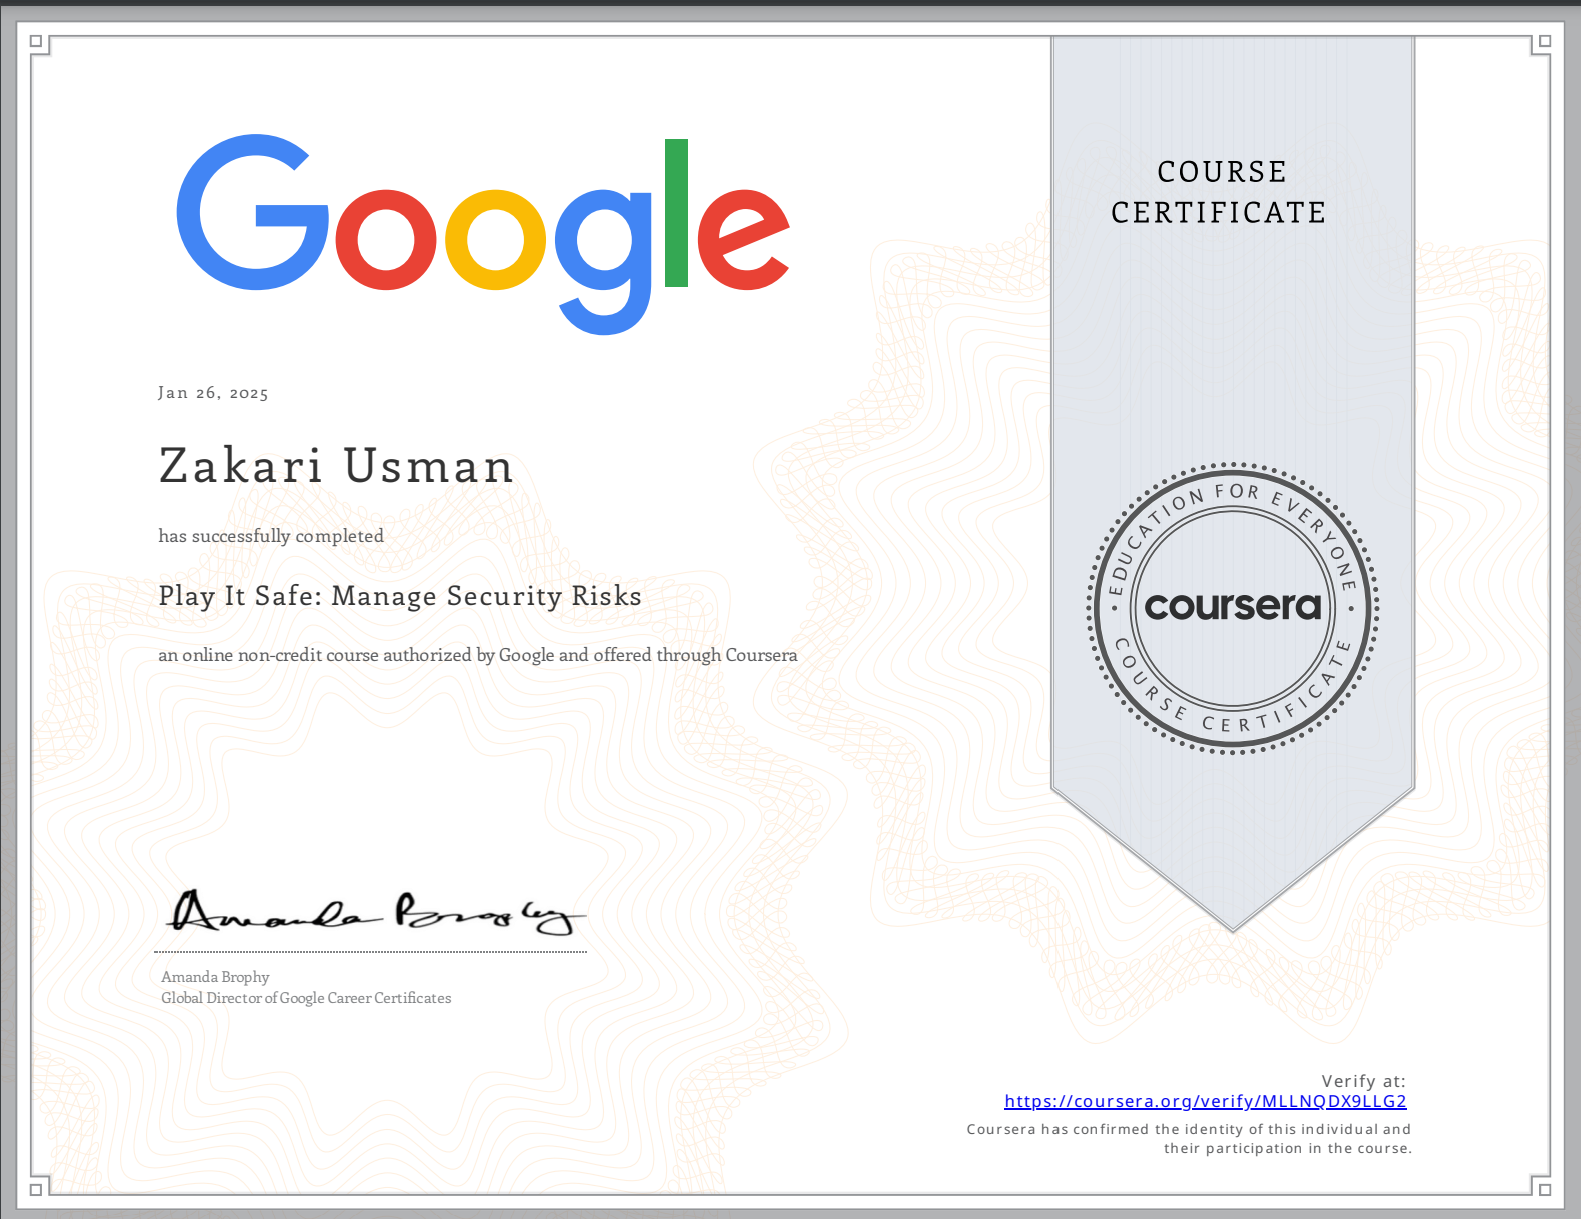 Google
COURSE
CERTIFICATE
Jan 26, 2025
Zakari Usman
has successfully completed
Play It Safe: Manage Security Risks
an online non-credit course authorized by Google and offered through Coursera
EDUCATION FOR EVERYONE
coursera
COURSE CERTIFICATE
Amanda Brophy
Amanda Brophy
Global Director of Google Career Certificates
Verify at:
https://coursera.org/verify/MLLNQDX9LLG2
Coursera has confirmed the identity of this individual and
their participation in the course.